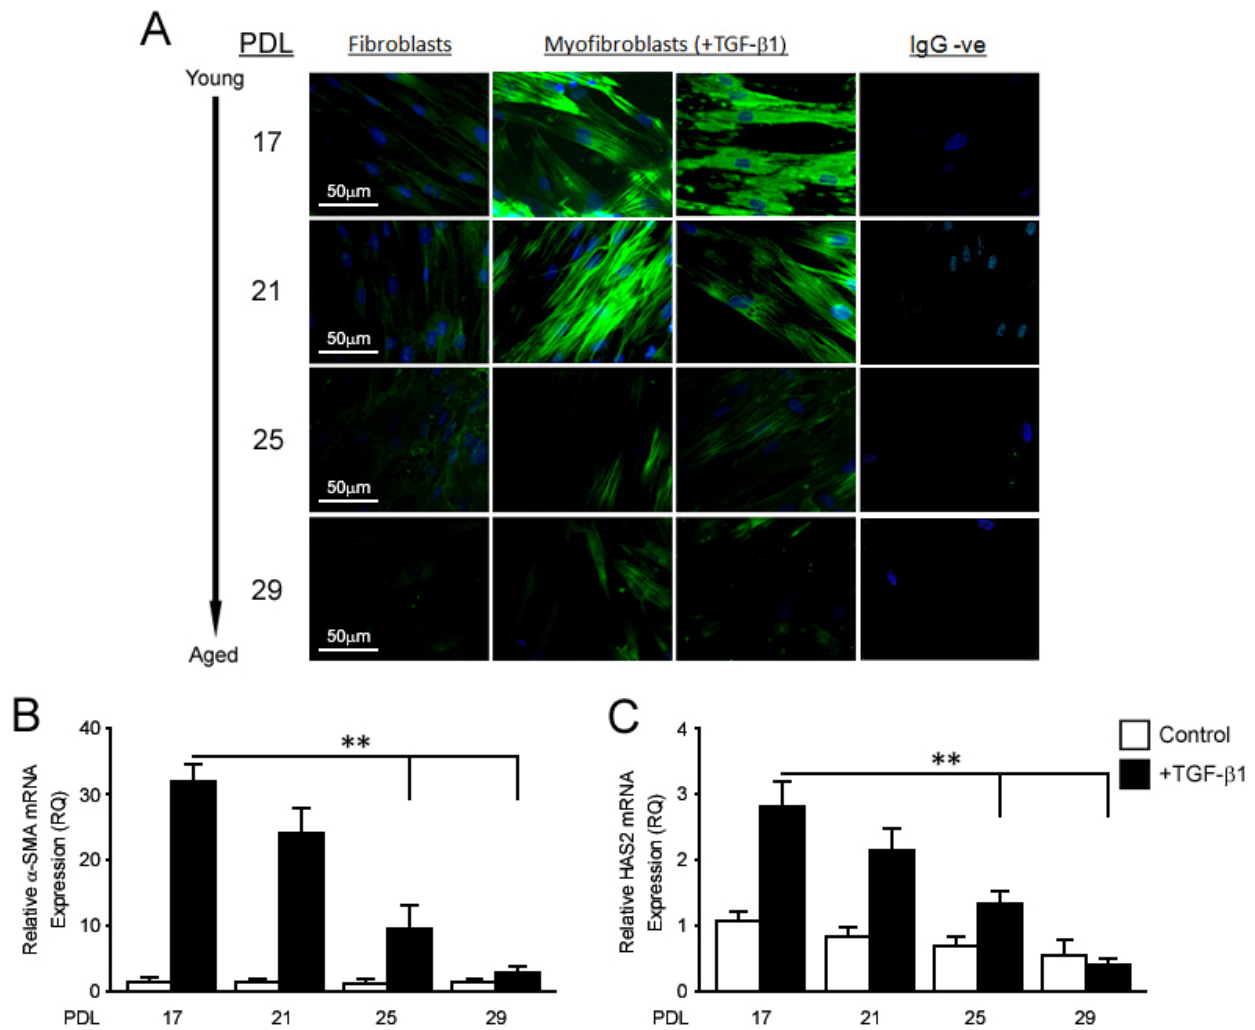 A
PDL
Fibroblasts
Myofibroblasts (+TGF-β1)
IgG -ve
Young
17
50μm
21
50μm
25
50μm
29
50μm
Aged
B
Relative α-SMA mRNA
Expression (RQ)
40
30
20
10
0
**
PDL 17 21 25 29
C
Relative HAS2 mRNA
Expression (RQ)
4
3
2
1
0
**
PDL 17 21 25 29
Control
+TGF-β1